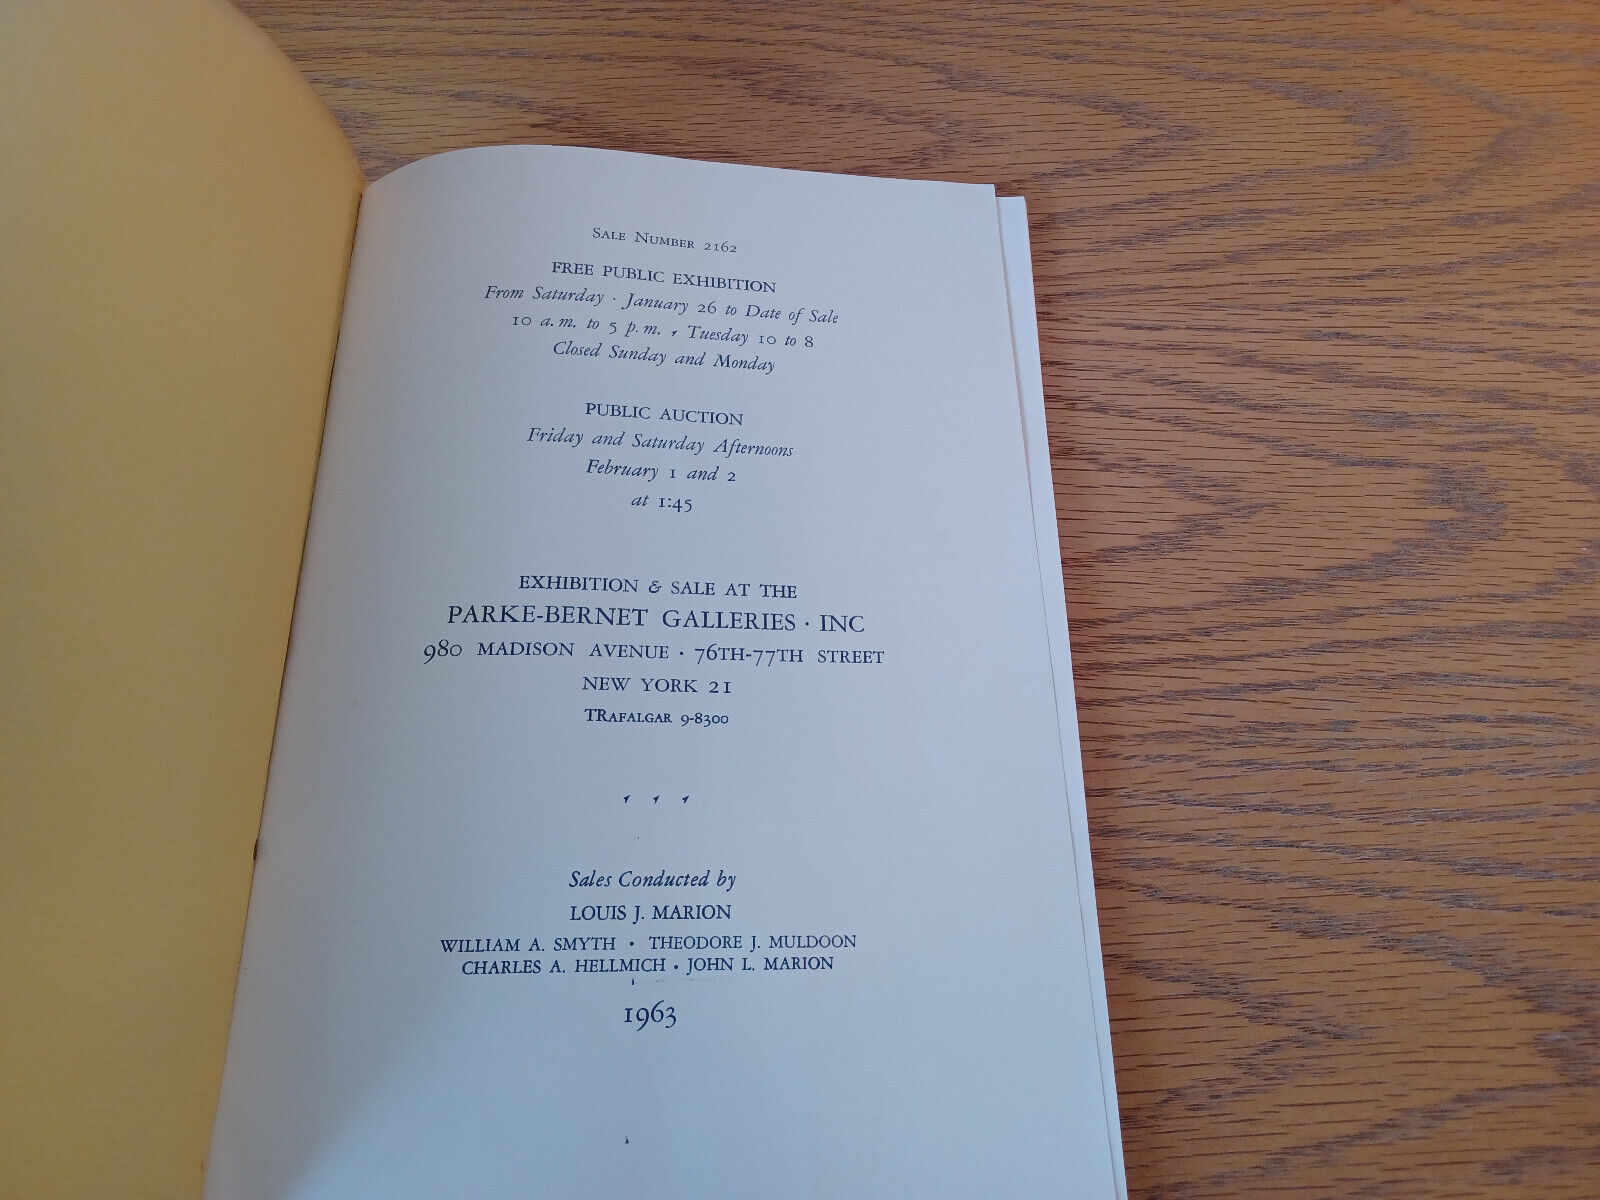 Sale Number 2162
FREE PUBLIC EXHIBITION
From Saturday · January 26 to Date of Sale
10 a.m. to 5 p.m. , Tuesday 10 to 8
Closed Sunday and Monday
PUBLIC AUCTION
Friday and Saturday Afternoons
February 1 and 2
at 1:45
EXHIBITION & SALE AT THE
PARKE-BERNET GALLERIES · INC
980 MADISON AVENUE · 76TH-77TH STREET
NEW YORK 21
TRAFALGAR 9-8300
Sales Conducted by
LOUIS J. MARION
WILLIAM A. SMYTH · THEODORE J. MULDOON
CHARLES A. HELLMICH · JOHN L. MARION
1963